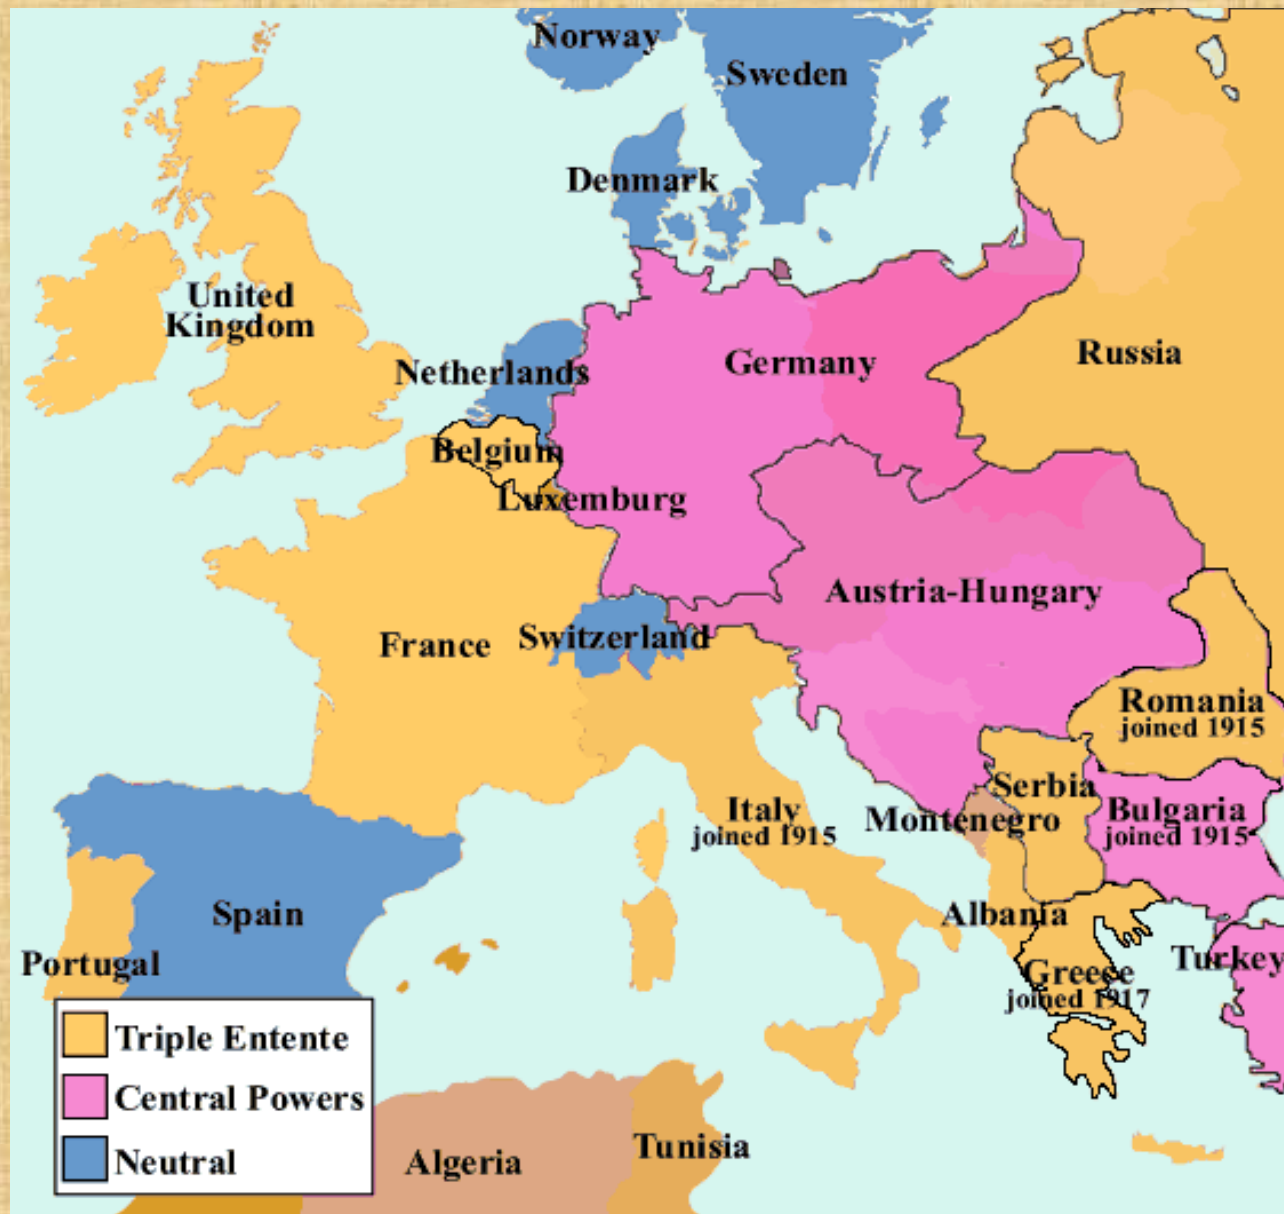 Norway
Sweden
Denmark
United
Kingdom
Netherlands
Germany
Russia
Belgium
Luxemburg
Austria-Hungary
France
Switzerland
Romania
joined 1915
Serbia
Italy
joined 1915
Montenegro
Bulgaria
joined 1915
Spain
Albania
Portugal
Greece
joined 1917
Turkey
Triple Entente
Central Powers
Neutral
Algeria
Tunisia